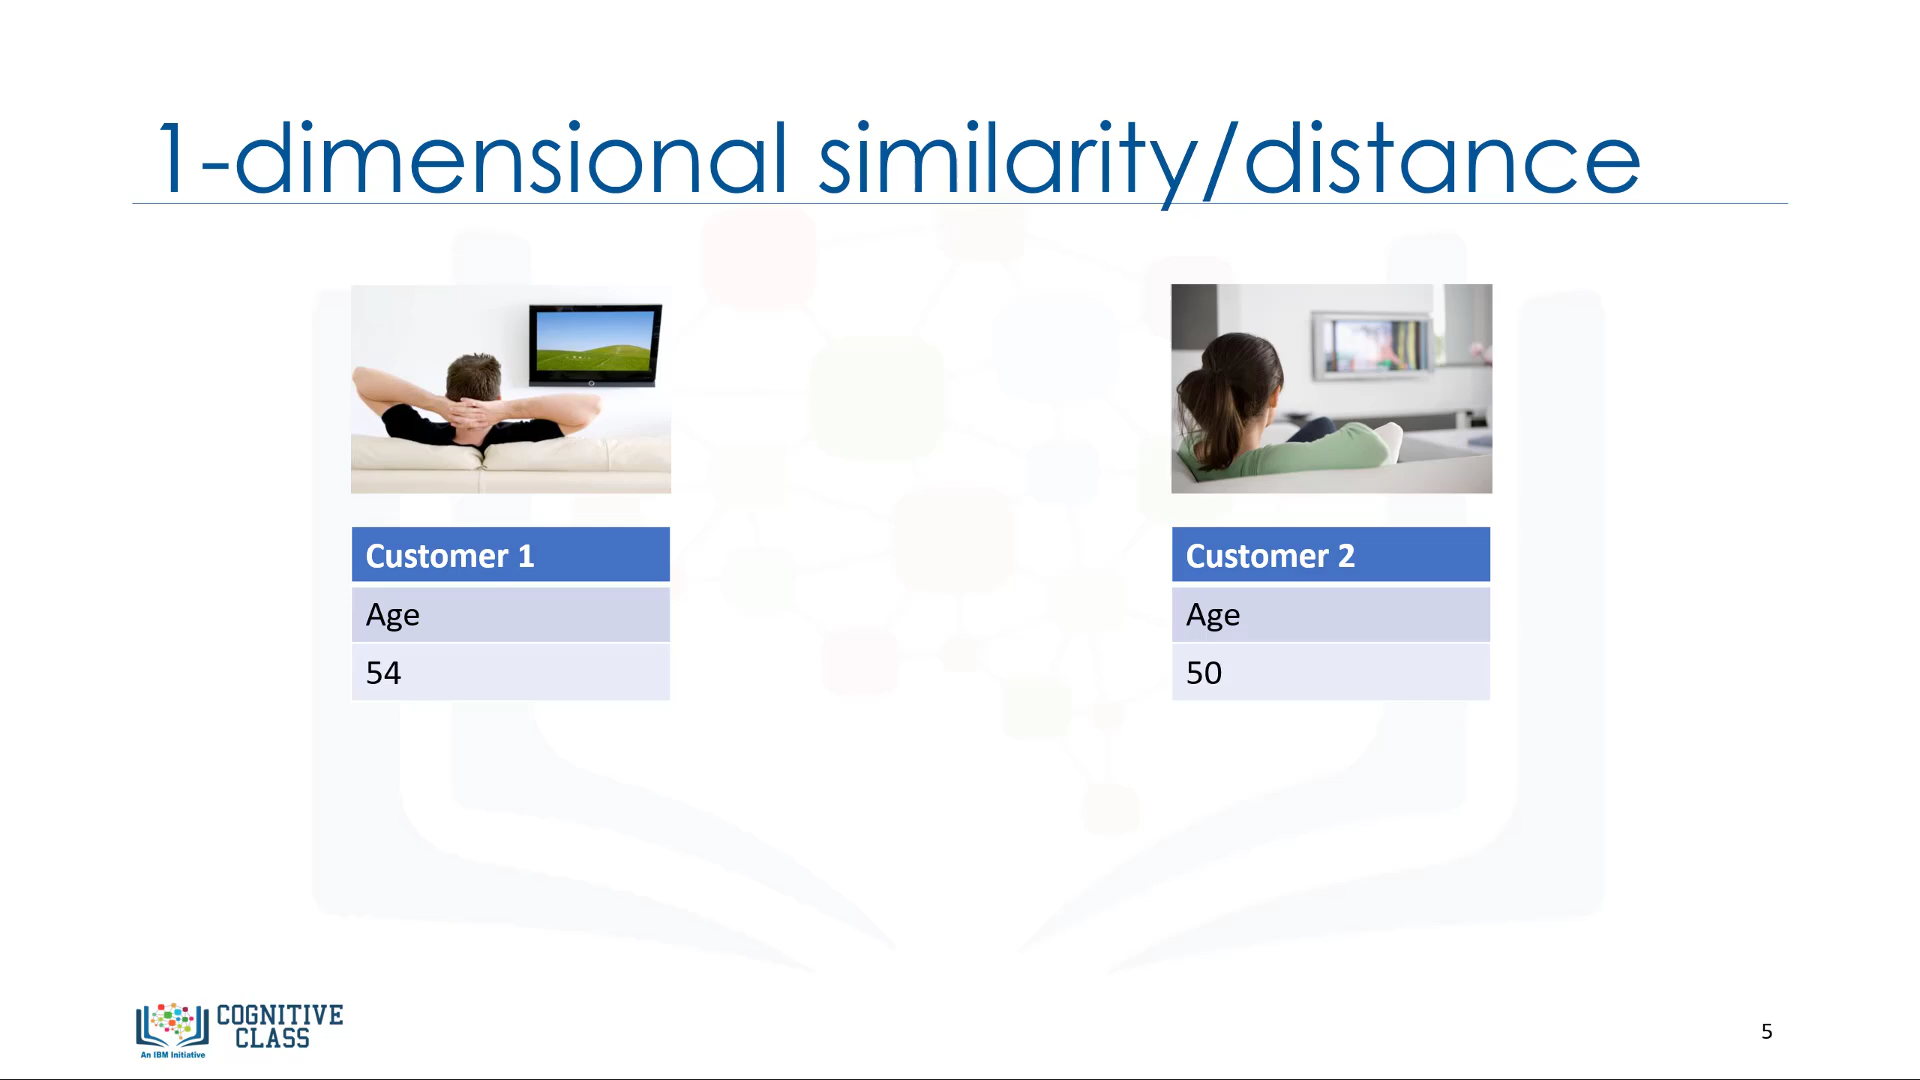 1-dimensional similarity/distance
Customer 1
Age
54
Customer 2
Age
50
COGNITIVE
CLASS
An IBM Initiative
5